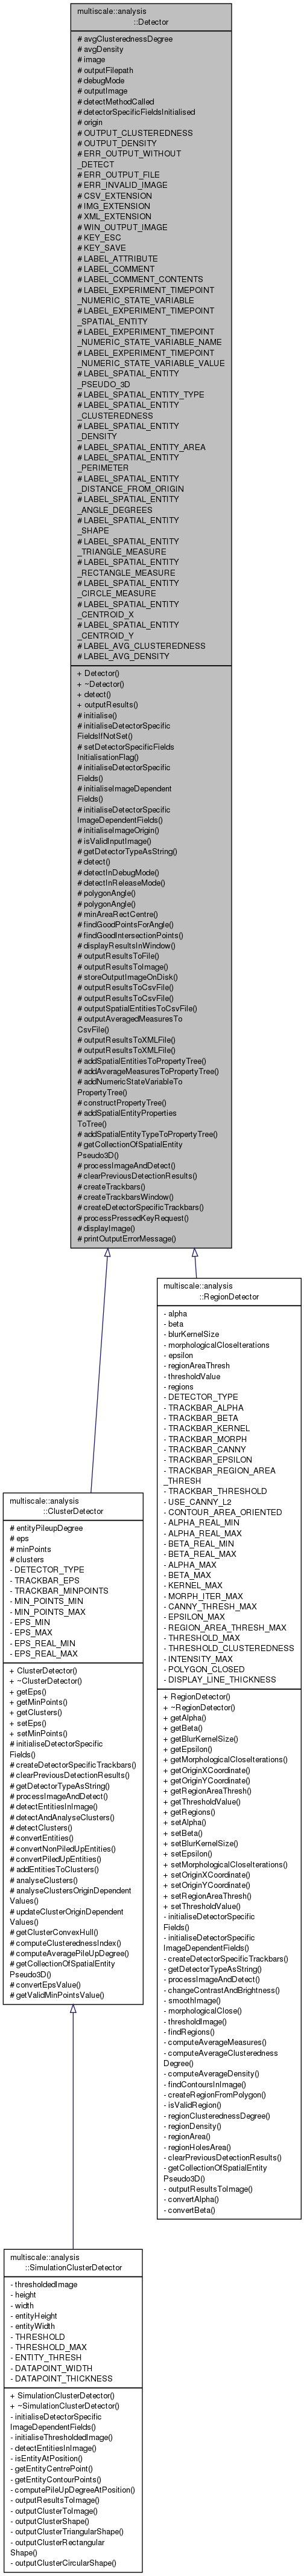 multiscale::analysis
::Detector
# avgClusterednessDegree
# avgDensity
# image
# outputFilepath
# debugMode
# outputImage
# detectMethodCalled
# detectorSpecificFieldsInitialised
# origin
# OUTPUT_CLUSTEREDNESS
# OUTPUT_DENSITY
# ERR_OUTPUT_WITHOUT
_DETECT
# ERR_OUTPUT_FILE
# ERR_INVALID_IMAGE
# CSV_EXTENSION
# IMG_EXTENSION
# XML_EXTENSION
# WIN_OUTPUT_IMAGE
# KEY_ESC
# KEY_SAVE
# LABEL_ATTRIBUTE
# LABEL_COMMENT
# LABEL_COMMENT_CONTENTS
# LABEL_EXPERIMENT_TIMEPOINT
_NUMERIC_STATE_VARIABLE
# LABEL_EXPERIMENT_TIMEPOINT
_SPATIAL_ENTITY
# LABEL_EXPERIMENT_TIMEPOINT
_NUMERIC_STATE_VARIABLE_NAME
# LABEL_EXPERIMENT_TIMEPOINT
_NUMERIC_STATE_VARIABLE_VALUE
# LABEL_SPATIAL_ENTITY
_PSEUDO_3D
# LABEL_SPATIAL_ENTITY_TYPE
# LABEL_SPATIAL_ENTITY
_CLUSTEREDNESS
# LABEL_SPATIAL_ENTITY
_DENSITY
# LABEL_SPATIAL_ENTITY_AREA
# LABEL_SPATIAL_ENTITY
_PERIMETER
# LABEL_SPATIAL_ENTITY
_DISTANCE_FROM_ORIGIN
# LABEL_SPATIAL_ENTITY
_ANGLE_DEGREES
# LABEL_SPATIAL_ENTITY
_SHAPE
# LABEL_SPATIAL_ENTITY
_TRIANGLE_MEASURE
# LABEL_SPATIAL_ENTITY
_RECTANGLE_MEASURE
# LABEL_SPATIAL_ENTITY
_CIRCLE_MEASURE
# LABEL_SPATIAL_ENTITY
_CENTROID_X
# LABEL_SPATIAL_ENTITY
_CENTROID_Y
# LABEL_AVG_CLUSTEREDNESS
# LABEL_AVG_DENSITY
+ Detector()
+ ~Detector()
+ detect()
+ outputResults()
# initialise()
# initialiseDetectorSpecific
FieldsIfNotSet()
# setDetectorSpecificFields
InitialisationFlag()
# initialiseDetectorSpecific
Fields()
# initialiseImageDependent
Fields()
# initialiseDetectorSpecific
ImageDependentFields()
# initialiseImageOrigin()
# isValidInputImage()
# getDetectorTypeAsString()
# detect()
# detectInDebugMode()
# detectInReleaseMode()
# polygonAngle()
# polygonAngle()
# minAreaRectCentre()
# findGoodPointsForAngle()
# findGoodIntersectionPoints()
# displayResultsInWindow()
# outputResultsToFile()
# outputResultsToImage()
# storeOutputImageOnDisk()
# outputResultsToCsvFile()
# outputResultsToCsvFile()
# outputSpatialEntitiesToCsvFile()
# outputAveragedMeasuresTo
CsvFile()
# outputResultsToXMLFile()
# outputResultsToXMLFile()
# addSpatialEntitiesToPropertyTree()
# addAverageMeasuresToPropertyTree()
# addNumericStateVariableTo
PropertyTree()
# constructPropertyTree()
# addSpatialEntityProperties
ToTree()
# addSpatialEntityTypeToPropertyTree()
# getCollectionOfSpatialEntity
Pseudo3D()
# processImageAndDetect()
# clearPreviousDetectionResults()
# createTrackbars()
# createTrackbarsWindow()
# createDetectorSpecificTrackbars()
# processPressedKeyRequest()
# displayImage()
# printOutputErrorMessage()
multiscale::analysis
::RegionDetector
- alpha
- beta
- blurKernelSize
- morphologicalCloseIterations
- epsilon
- regionAreaThresh
- thresholdValue
- regions
- DETECTOR_TYPE
- TRACKBAR_ALPHA
- TRACKBAR_BETA
- TRACKBAR_KERNEL
- TRACKBAR_MORPH
- TRACKBAR_CANNY
- TRACKBAR_EPSILON
- TRACKBAR_REGION_AREA
_THRESH
- TRACKBAR_THRESHOLD
- USE_CANNY_L2
- CONTOUR_AREA_ORIENTED
- ALPHA_REAL_MIN
- ALPHA_REAL_MAX
- BETA_REAL_MIN
- BETA_REAL_MAX
- ALPHA_MAX
- BETA_MAX
- KERNEL_MAX
- MORPH_ITER_MAX
- CANNY_THRESH_MAX
- EPSILON_MAX
- REGION_AREA_THRESH_MAX
- THRESHOLD_MAX
- THRESHOLD_CLUSTEREDNESS
- INTENSITY_MAX
- POLYGON_CLOSED
- DISPLAY_LINE_THICKNESS
+ RegionDetector()
+ ~RegionDetector()
+ getAlpha()
+ getBeta()
+ getBlurKernelSize()
+ getEpsilon()
+ getMorphologicalCloseIterations()
+ getOriginXCoordinate()
+ getOriginYCoordinate()
+ getRegionAreaThresh()
+ getThresholdValue()
+ getRegions()
+ setAlpha()
+ setBeta()
+ setBlurKernelSize()
+ setEpsilon()
+ setMorphologicalCloseIterations()
+ setOriginXCoordinate()
+ setOriginYCoordinate()
+ setRegionAreaThresh()
+ setThresholdValue()
- initialiseDetectorSpecific
Fields()
- initialiseDetectorSpecific
ImageDependentFields()
- createDetectorSpecificTrackbars()
- getDetectorTypeAsString()
- processImageAndDetect()
- changeContrastAndBrightness()
- smoothImage()
- morphologicalClose()
- thresholdImage()
- findRegions()
- computeAverageMeasures()
- computeAverageClusteredness
Degree()
- computeAverageDensity()
- findContoursInImage()
- createRegionFromPolygon()
- isValidRegion()
- regionClusterednessDegree()
- regionDensity()
- regionArea()
- regionHolesArea()
- clearPreviousDetectionResults()
- getCollectionOfSpatialEntity
Pseudo3D()
- outputResultsToImage()
- convertAlpha()
- convertBeta()
multiscale::analysis
::ClusterDetector
# entityPileupDegree
# eps
# minPoints
# clusters
- DETECTOR_TYPE
- TRACKBAR_EPS
- TRACKBAR_MINPOINTS
- MIN_POINTS_MIN
- MIN_POINTS_MAX
- EPS_MIN
- EPS_MAX
- EPS_REAL_MIN
- EPS_REAL_MAX
+ ClusterDetector()
+ ~ClusterDetector()
+ getEps()
+ getMinPoints()
+ getClusters()
+ setEps()
+ setMinPoints()
# initialiseDetectorSpecific
Fields()
# createDetectorSpecificTrackbars()
# clearPreviousDetectionResults()
# getDetectorTypeAsString()
# processImageAndDetect()
# detectEntitiesInImage()
# detectAndAnalyseClusters()
# detectClusters()
# convertEntities()
# convertNonPiledUpEntities()
# convertPiledUpEntities()
# addEntitiesToClusters()
# analyseClusters()
# analyseClustersOriginDependent
Values()
# updateClusterOriginDependent
Values()
# getClusterConvexHull()
# computeClusterednessIndex()
# computeAveragePileUpDegree()
# getCollectionOfSpatialEntity
Pseudo3D()
# convertEpsValue()
# getValidMinPointsValue()
multiscale::analysis
::SimulationClusterDetector
- thresholdedImage
- height
- width
- entityHeight
- entityWidth
- THRESHOLD
- THRESHOLD_MAX
- ENTITY_THRESH
- DATAPOINT_WIDTH
- DATAPOINT_THICKNESS
+ SimulationClusterDetector()
+ ~SimulationClusterDetector()
- initialiseDetectorSpecific
ImageDependentFields()
- initialiseThresholdedImage()
- detectEntitiesInImage()
- isEntityAtPosition()
- getEntityCentrePoint()
- getEntityContourPoints()
- computePileUpDegreeAtPosition()
- outputResultsToImage()
- outputClusterToImage()
- outputClusterShape()
- outputClusterTriangularShape()
- outputClusterRectangular
Shape()
- outputClusterCircularShape()